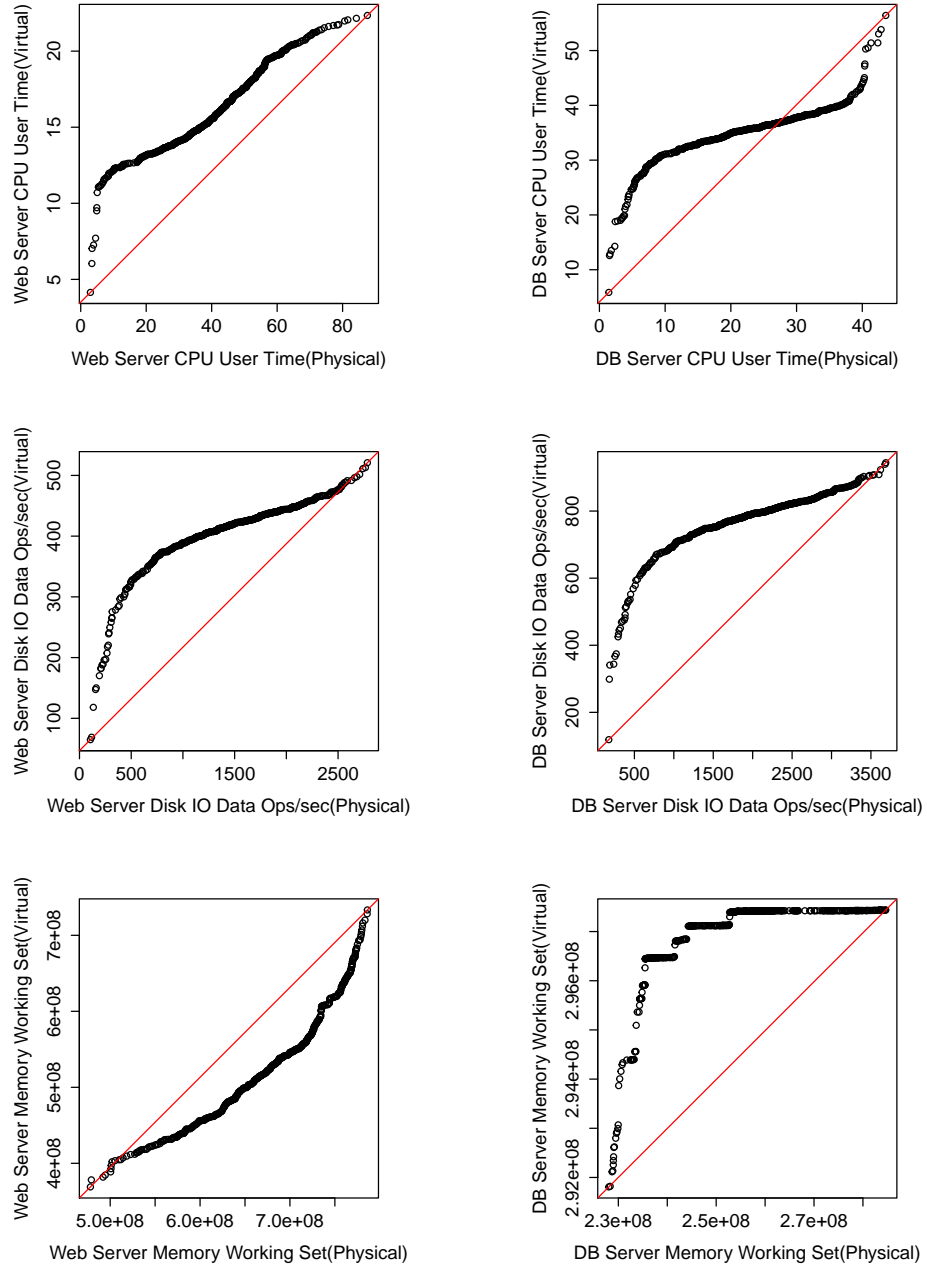 Web Server CPU User Time(Virtual)
5 10 15 20
0 20 40 60 80
Web Server CPU User Time(Physical)
DB Server CPU User Time(Virtual)
10 20 30 40 50
0 10 20 30 40
DB Server CPU User Time(Physical)
Web Server Disk IO Data Ops/sec(Virtual)
100 200 300 400 500
0 500 1500 2500
Web Server Disk IO Data Ops/sec(Physical)
DB Server Disk IO Data Ops/sec(Virtual)
200 400 600 800
500 1500 2500 3500
DB Server Disk IO Data Ops/sec(Physical)
Web Server Memory Working Set(Virtual)
4e+08 5e+08 6e+08 7e+08
5.0e+08 6.0e+08 7.0e+08
Web Server Memory Working Set(Physical)
DB Server Memory Working Set(Virtual)
2.92e+08 2.94e+08 2.96e+08
2.3e+08 2.5e+08 2.7e+08
DB Server Memory Working Set(Physical)